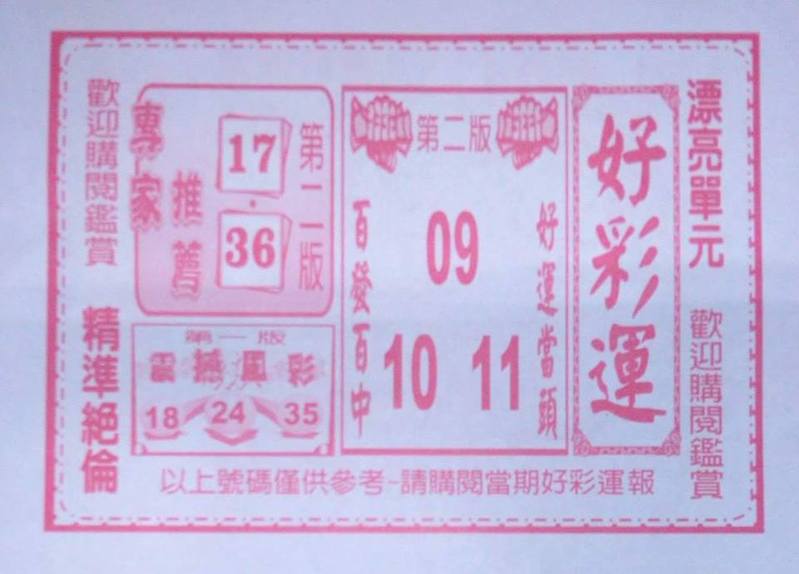 漂亮單元
歡迎購閱鑑賞
好彩運
第二版
好運當頭
09
10 11
百發百中
第二版
17
36
專家
推薦
第一版
震撼風彩
18 24 35
歡迎購閱鑑賞
精準絕倫
以上號碼僅供參考~請購閱當期好彩運報